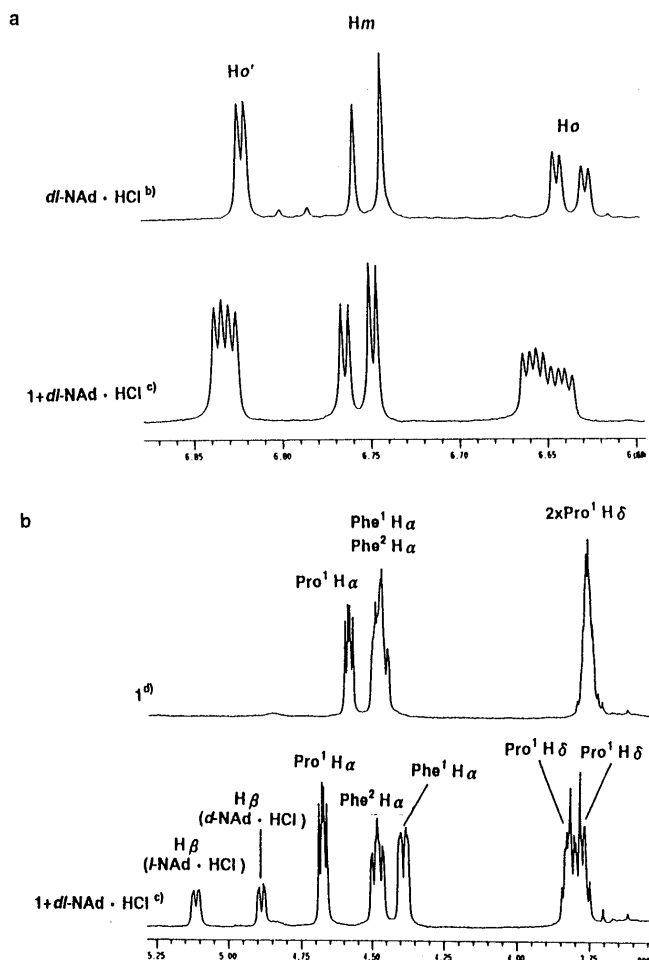 a
Hm
Ho'
Ho
dl-NAd · HCl b)
1+dl-NAd · HCl c)
6.85 6.80 6.75 6.70 6.65
b
Phe¹ Hα
Phe² Hα
2xPro¹ Hδ
Pro¹ Hα
1 d)
Pro¹ Hδ Pro¹ Hδ
Pro¹ Hα
Phe¹ Hα
Phe² Hα
Hβ
(d-NAd · HCl)
Hβ
(l-NAd · HCl)
1+dl-NAd · HCl c)
5.25 5.00 4.75 4.50 4.25 4.00 3.75